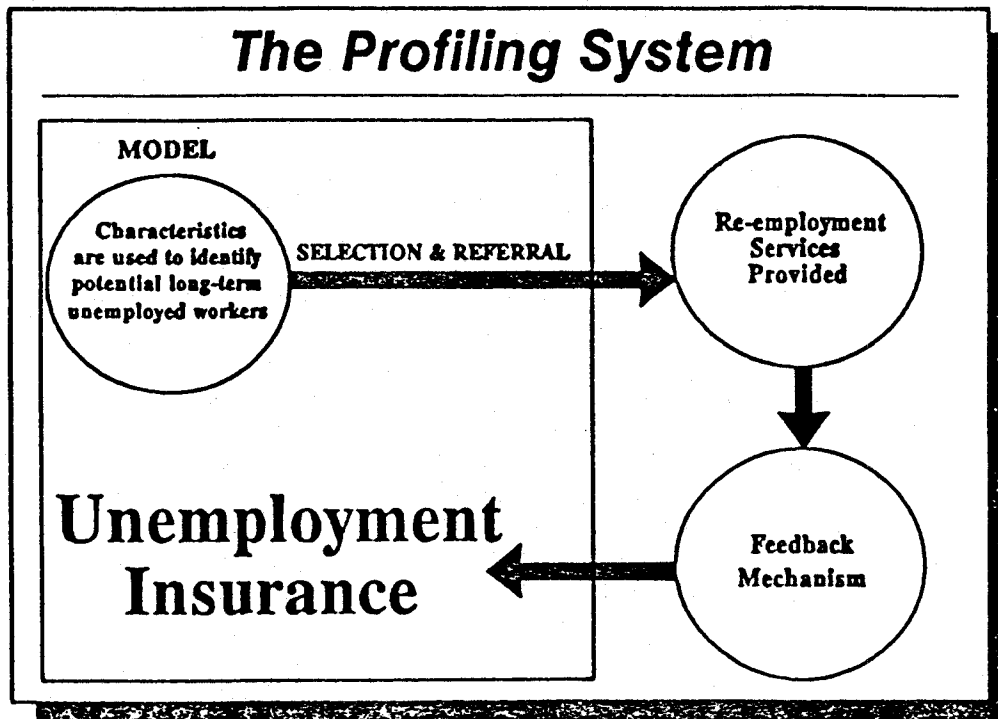 The Profiling System
MODEL
Characteristics
are used to identify
potential long-term
unemployed workers
SELECTION & REFERRAL
Re-employment
Services
Provided
Unemployment
Insurance
Feedback
Mechanism